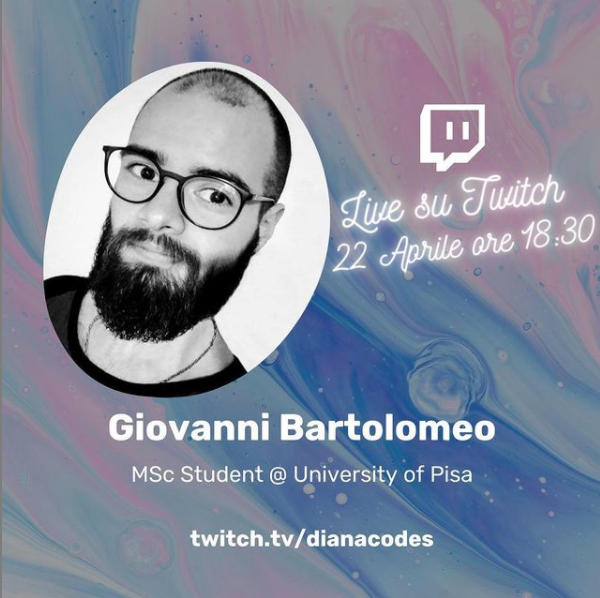 Live su Twitch
22 Aprile ore 18:30
Giovanni Bartolomeo
MSc Student @ University of Pisa
twitch.tv/dianacodes